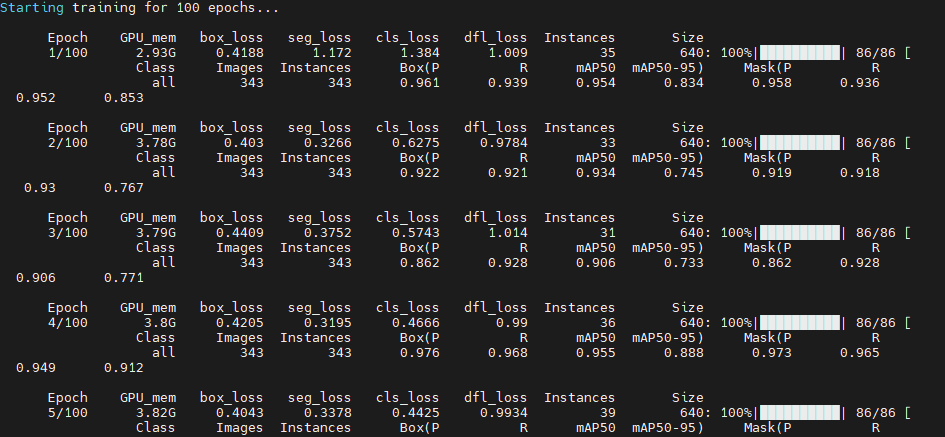 Starting training for 100 epochs...
Epoch GPU_mem box_loss seg_loss cls_loss dfl_loss Instances Size
1/100 2.93G 0.4188 1.172 1.384 1.009 35 640: 100%|██████████| 86/86 [
Class Images Instances Box(P R mAP50 mAP50-95) Mask(P R
all 343 343 0.961 0.939 0.954 0.834 0.958 0.936
0.952 0.853
Epoch GPU_mem box_loss seg_loss cls_loss dfl_loss Instances Size
2/100 3.78G 0.403 0.3266 0.6275 0.9784 33 640: 100%|██████████| 86/86 [
Class Images Instances Box(P R mAP50 mAP50-95) Mask(P R
all 343 343 0.922 0.921 0.934 0.745 0.919 0.918
0.93 0.767
Epoch GPU_mem box_loss seg_loss cls_loss dfl_loss Instances Size
3/100 3.79G 0.4409 0.3752 0.5743 1.014 31 640: 100%|██████████| 86/86 [
Class Images Instances Box(P R mAP50 mAP50-95) Mask(P R
all 343 343 0.862 0.928 0.906 0.733 0.862 0.928
0.906 0.771
Epoch GPU_mem box_loss seg_loss cls_loss dfl_loss Instances Size
4/100 3.8G 0.4205 0.3195 0.4666 0.99 36 640: 100%|██████████| 86/86 [
Class Images Instances Box(P R mAP50 mAP50-95) Mask(P R
all 343 343 0.976 0.968 0.955 0.888 0.973 0.965
0.949 0.912
Epoch GPU_mem box_loss seg_loss cls_loss dfl_loss Instances Size
5/100 3.82G 0.4043 0.3378 0.4425 0.9934 39 640: 100%|██████████| 86/86 [
Class Images Instances Box(P R mAP50 mAP50-95) Mask(P R